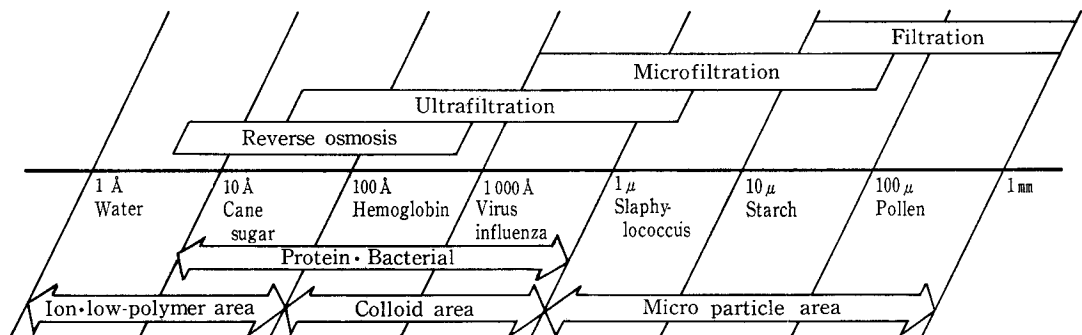 Filtration
Microfiltration
Ultrafiltration
Reverse osmosis
1 Å
Water
10 Å
Cane
sugar
100 Å
Hemoglobin
1 000 Å
Virus
influenza
1 μ
Slaphy-
lococcus
10 μ
Starch
100 μ
Pollen
1 mm
Protein・Bacterial
Ion・low-polymer area
Colloid area
Micro particle area